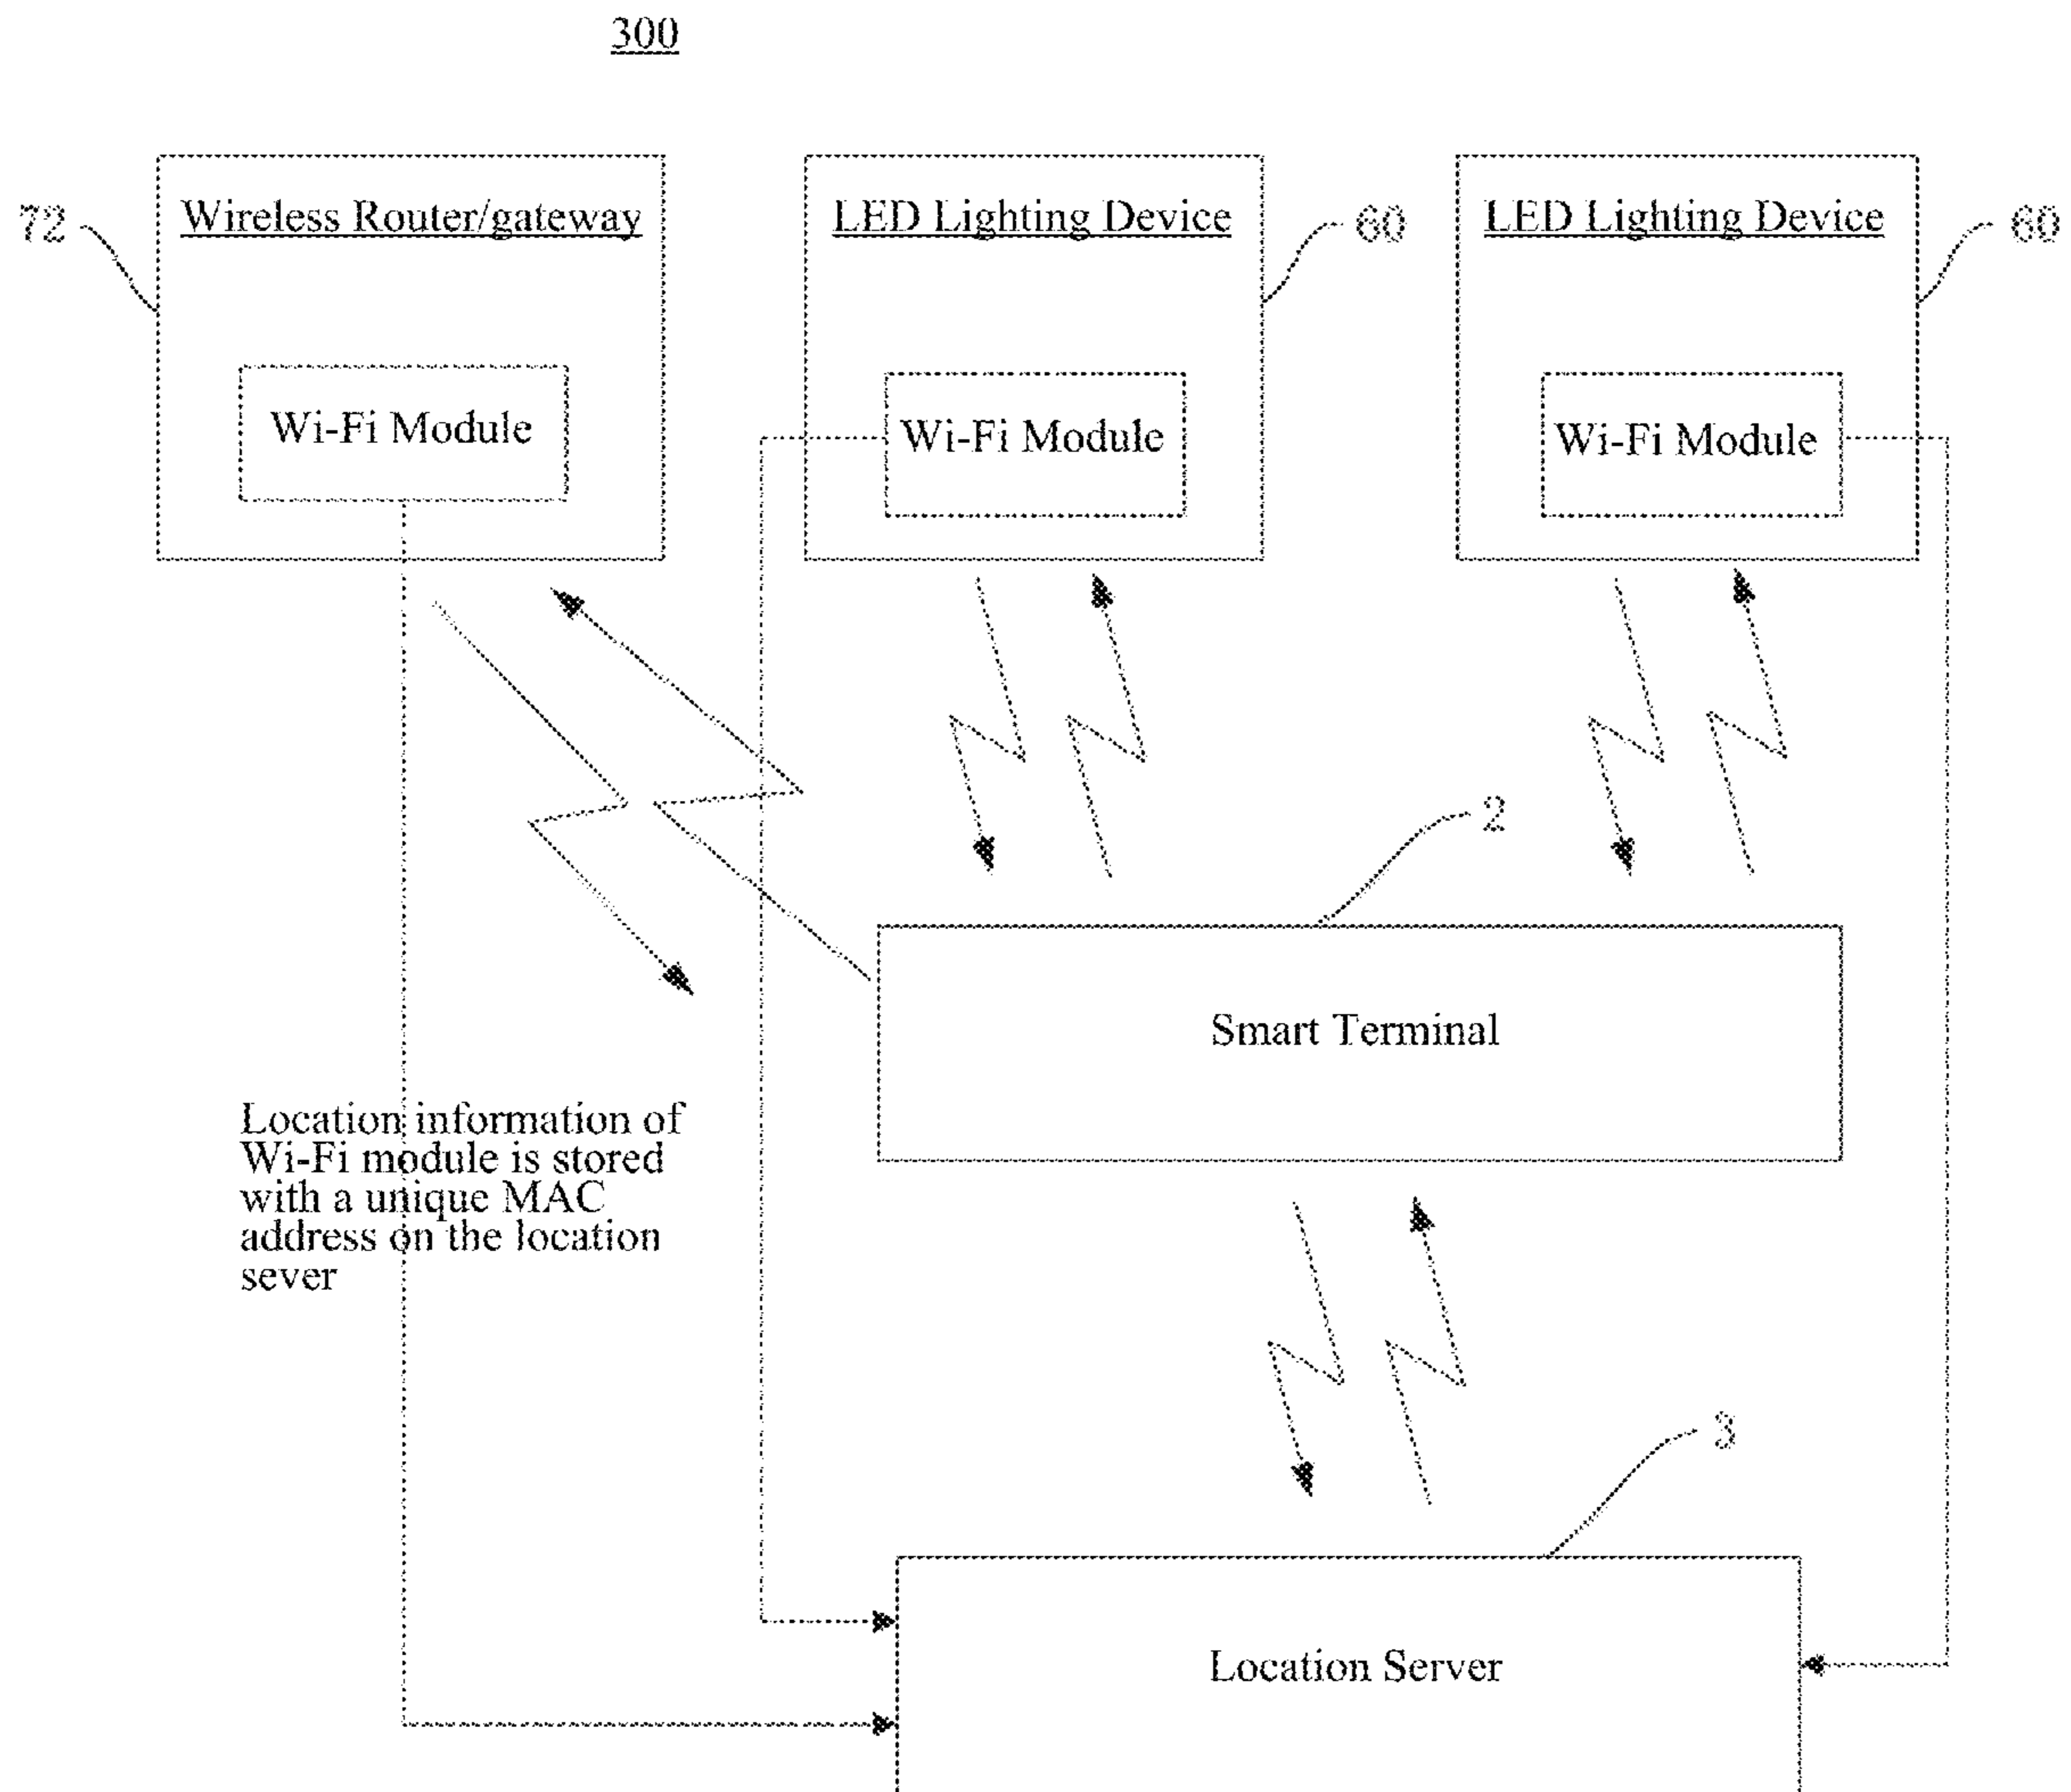 300
72
Wireless Router/gateway
LED Lighting Device
60
LED Lighting Device
60
Wi-Fi Module
Wi-Fi Module
Wi-Fi Module
2
Smart Terminal
Location information of
Wi-Fi module is stored
with a unique MAC
address on the location
sever
3
Location Server